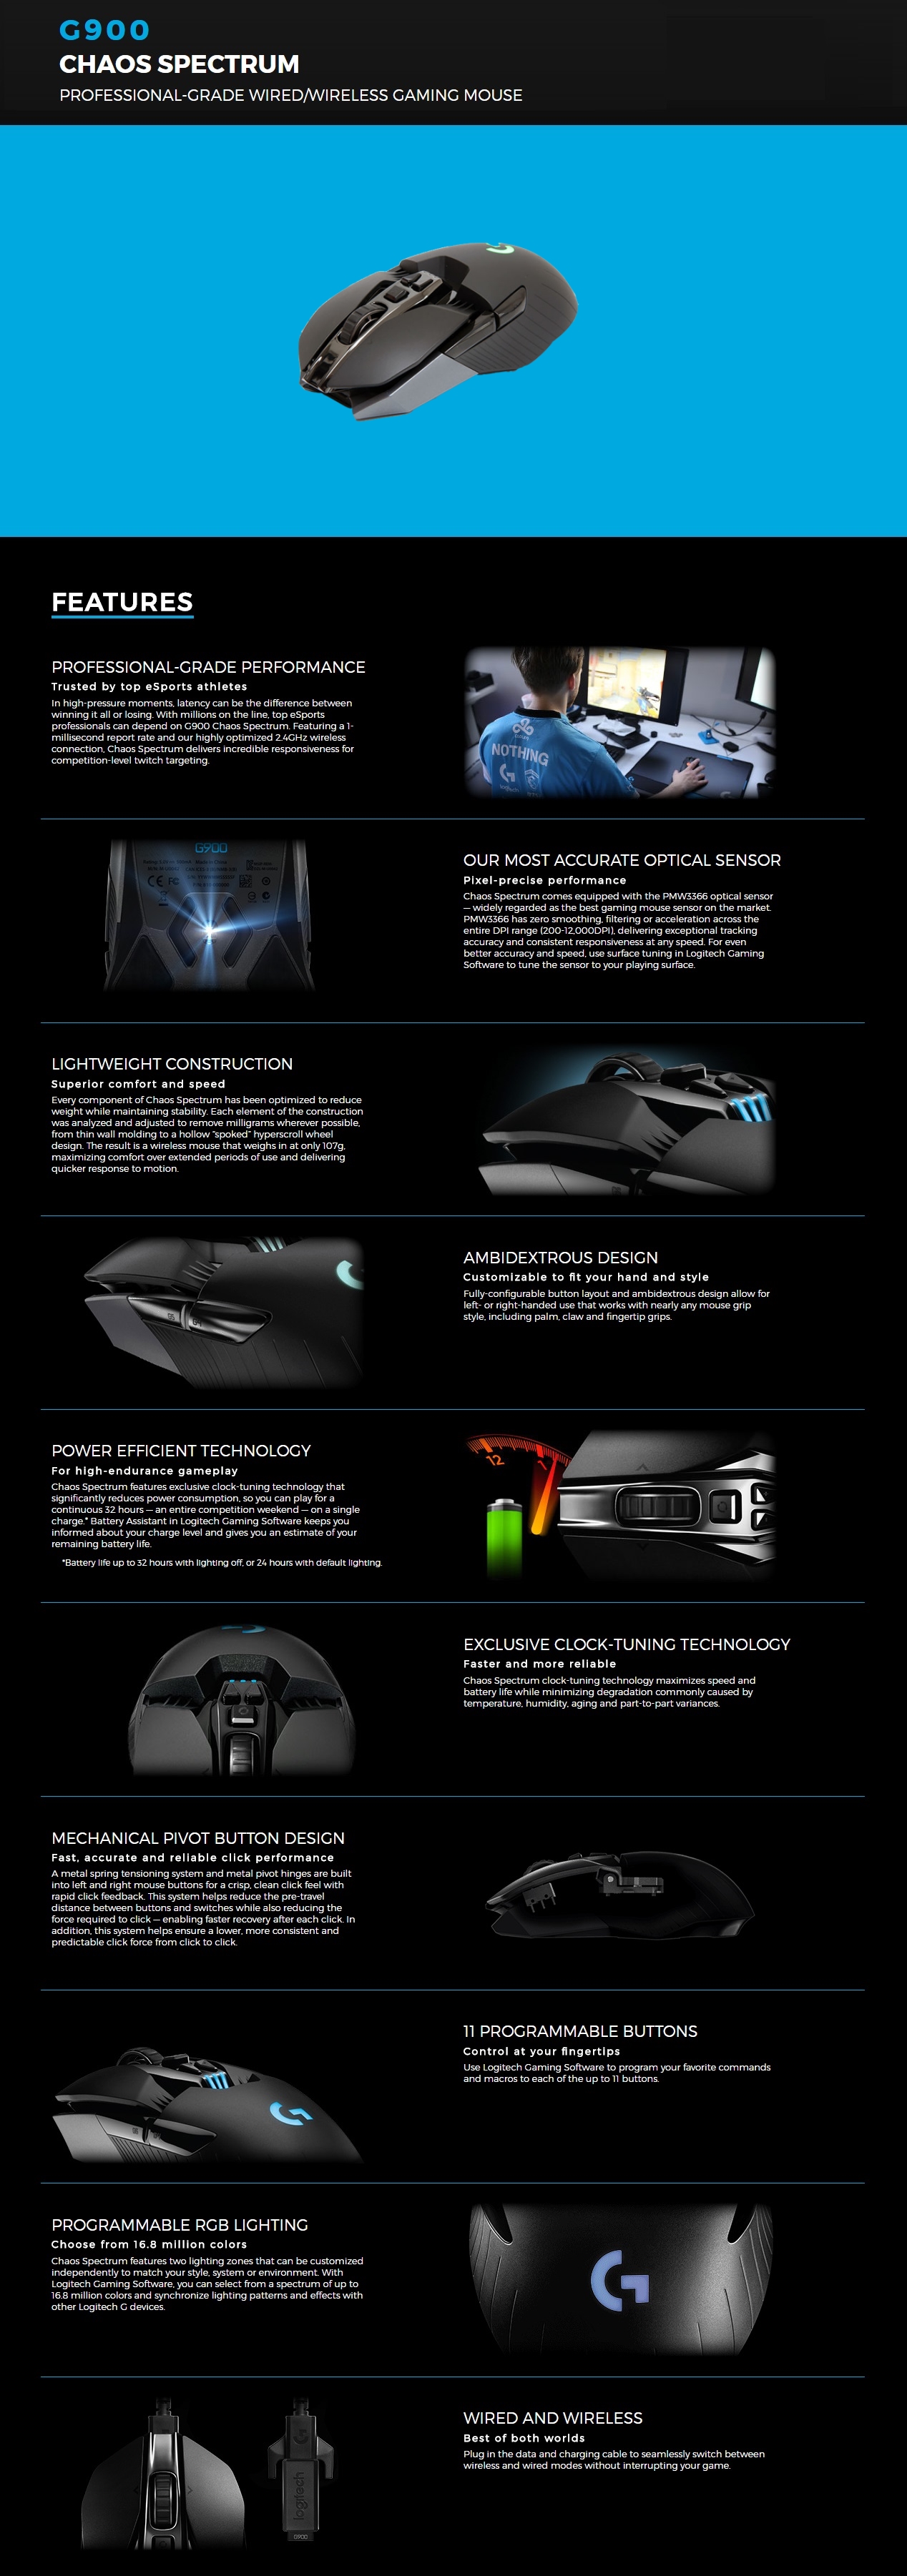 G900
CHAOS SPECTRUM
PROFESSIONAL-GRADE WIRED/WIRELESS GAMING MOUSE
FEATURES
PROFESSIONAL-GRADE PERFORMANCE
Trusted by top eSports athletes
In high-pressure moments, latency can be the difference between
winning it all or losing. With millions on the line, top eSports
professionals can depend on G900 Chaos Spectrum. Featuring a 1-
millisecond report rate and our highly optimized 2.4GHz wireless
connection, Chaos Spectrum delivers incredible responsiveness for
competition-level twitch targeting.
NOTHING
G900
OUR MOST ACCURATE OPTICAL SENSOR
Pixel-precise performance
Chaos Spectrum comes equipped with the PMW3366 optical sensor
— widely regarded as the best gaming mouse sensor on the market.
PMW3366 has zero smoothing, filtering or acceleration across the
entire DPI range (200-12,000DPI), delivering exceptional tracking
accuracy and consistent responsiveness at any speed. For even
better accuracy and speed, use surface tuning in Logitech Gaming
Software to tune the sensor to your playing surface.
LIGHTWEIGHT CONSTRUCTION
Superior comfort and speed
Every component of Chaos Spectrum has been optimized to reduce
weight while maintaining stability. Each element of the construction
was analyzed and adjusted to remove milligrams wherever possible,
from thin wall molding to a hollow "spoked" hyperscroll wheel
design. The result is a wireless mouse that weighs in at only 107g,
maximizing comfort over extended periods of use and delivering
quicker response to motion.
AMBIDEXTROUS DESIGN
Customizable to fit your hand and style
Fully-configurable button layout and ambidextrous design allow for
left- or right-handed use that works with nearly any mouse grip
style, including palm, claw and fingertip grips.
POWER EFFICIENT TECHNOLOGY
For high-endurance gameplay
Chaos Spectrum features exclusive clock-tuning technology that
significantly reduces power consumption, so you can play for a
continuous 32 hours — an entire competition weekend — on a single
charge.* Battery Assistant in Logitech Gaming Software keeps you
informed about your charge level and gives you an estimate of your
remaining battery life.
*Battery life up to 32 hours with lighting off, or 24 hours with default lighting.
12
1
EXCLUSIVE CLOCK-TUNING TECHNOLOGY
Faster and more reliable
Chaos Spectrum clock-tuning technology maximizes speed and
battery life while minimizing degradation commonly caused by
temperature, humidity, aging and part-to-part variances.
MECHANICAL PIVOT BUTTON DESIGN
Fast, accurate and reliable click performance
A metal spring tensioning system and metal pivot hinges are built
into left and right mouse buttons for a crisp, clean click feel with
rapid click feedback. This system helps reduce the pre-travel
distance between buttons and switches while also reducing the
force required to click — enabling faster recovery after each click. In
addition, this system helps ensure a lower, more consistent and
predictable click force from click to click.
11 PROGRAMMABLE BUTTONS
Control at your fingertips
Use Logitech Gaming Software to program your favorite commands
and macros to each of the up to 11 buttons.
PROGRAMMABLE RGB LIGHTING
Choose from 16.8 million colors
Chaos Spectrum features two lighting zones that can be customized
independently to match your style, system or environment. With
Logitech Gaming Software, you can select from a spectrum of up to
16.8 million colors and synchronize lighting patterns and effects with
other Logitech G devices.
WIRED AND WIRELESS
Best of both worlds
Plug in the data and charging cable to seamlessly switch between
wireless and wired modes without interrupting your game.
logitech
G900